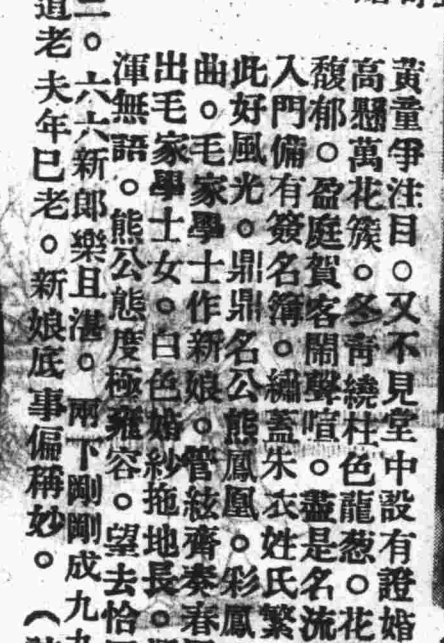 黃童爭注目。又不見堂中設有證婚
高懸萬花簇。冬青繞柱色龍葱。花
馥郁。盈庭賀客鬧聲喧。盡是名流
入門備有簽名簿。繡蓋朱衣姓氏繁
此好風光。鼎鼎名公熊鳳凰。彩鳳
曲。毛家學士作新娘。管絃齊奏春
出毛家學士女。白色婚紗拖地長。
渾無語。熊公態度極雍容。望去恰
二。六六新郎樂且湛。兩下剛剛成九九
道老夫年已老。新娘底事偏稱妙。（